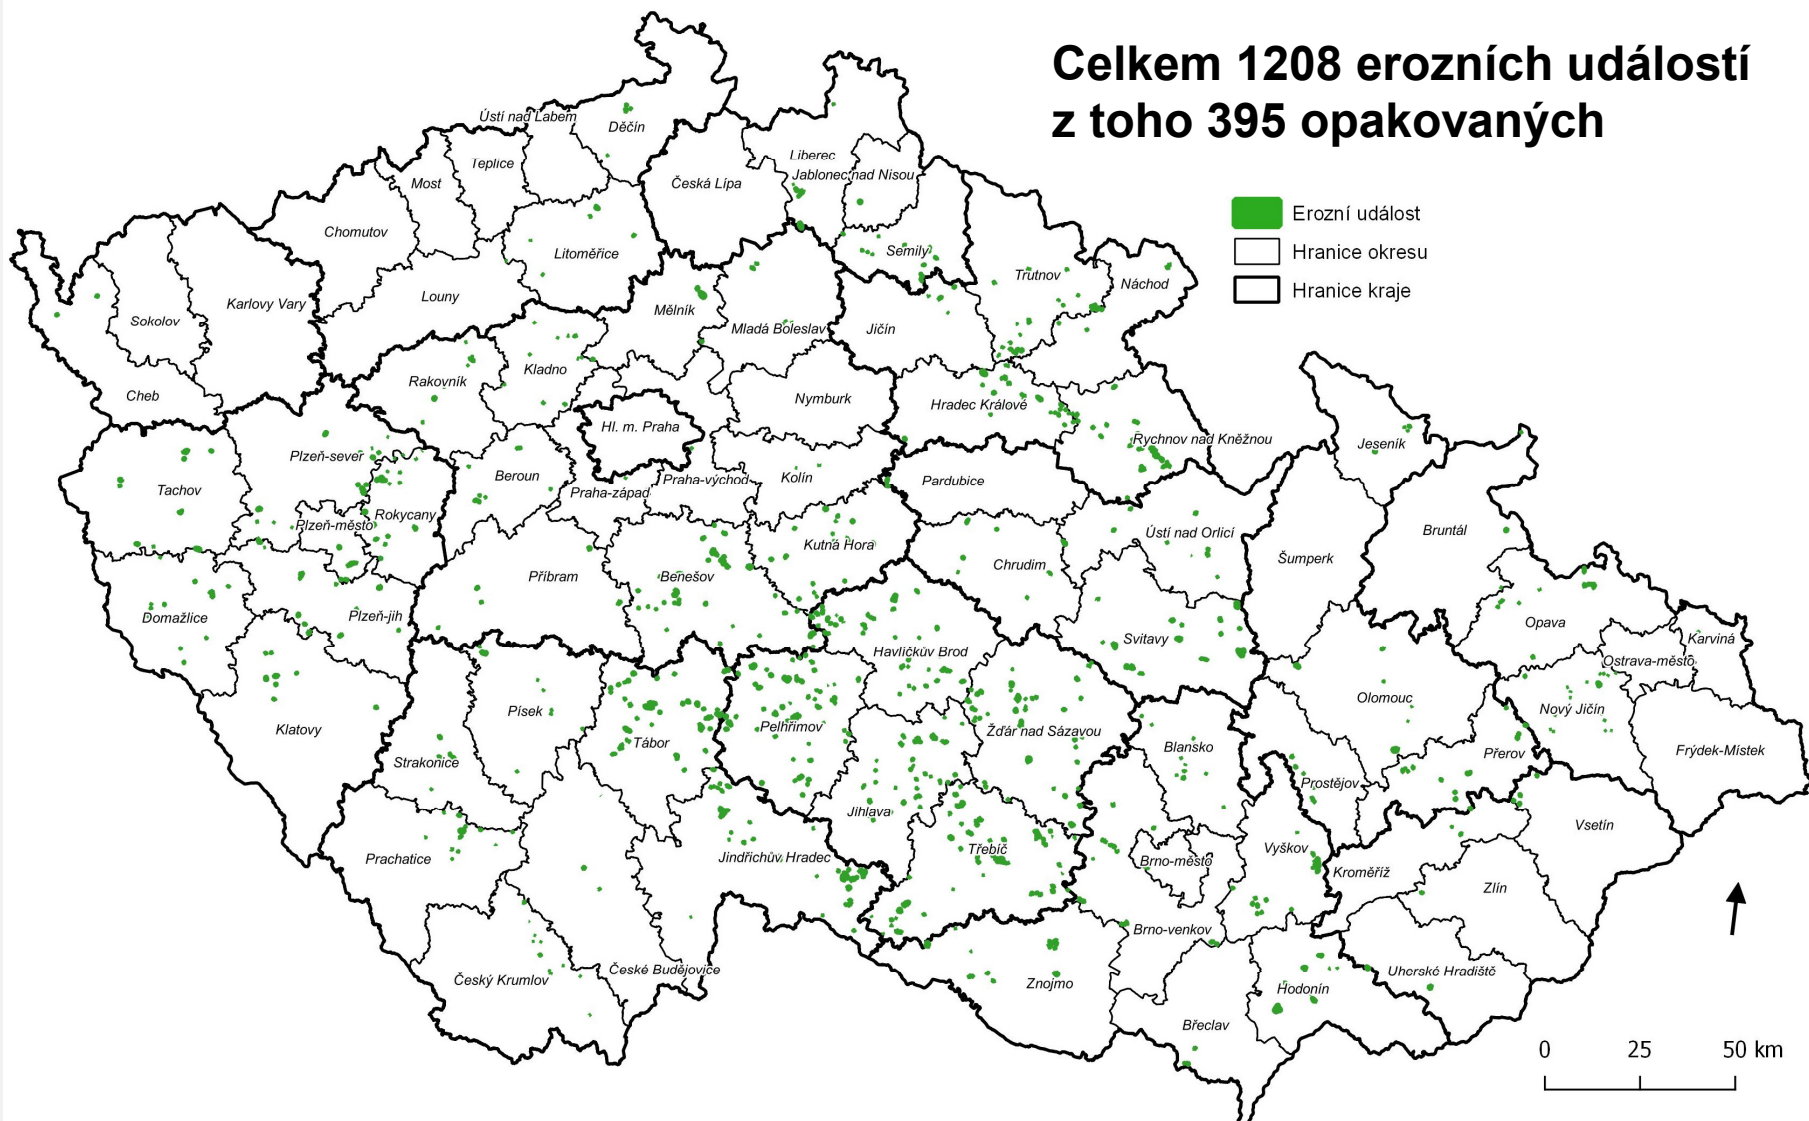 Celkem 1208 erozních událostí
z toho 395 opakovaných
Erozní událost
Hranice okresu
Hranice kraje
Ústí nad Labem
Děčín
Teplice
Most
Liberec
Jablonec nad Nisou
Česká Lípa
Chomutov
Litoměřice
Semily
Trutnov
Náchod
Louny
Karlovy Vary
Sokolov
Mělník
Mladá Boleslav
Jičín
Cheb
Rakovník
Kladno
Nymburk
Hradec Králové
Hl. m. Praha
Rychnov nad Kněžnou
Jeseník
Plzeň-sever
Tachov
Beroun
Praha-západ
Praha-východ
Kolín
Pardubice
Rokycany
Plzeň-město
Kutná Hora
Ústí nad Orlicí
Bruntál
Šumperk
Příbram
Benešov
Chrudim
Domažlice
Plzeň-jih
Opava
Karviná
Svitavy
Havlíčkův Brod
Ostrava-město
Olomouc
Nový Jičín
Písek
Klatovy
Pelhřimov
Žďár nad Sázavou
Tábor
Blansko
Přerov
Frýdek-Místek
Strakonice
Prostějov
Jihlava
Vsetín
Třebíč
Vyškov
Prachatice
Jindřichův Hradec
Brno-město
Kroměříž
Zlín
Brno-venkov
České Budějovice
Český Krumlov
Uherské Hradiště
Znojmo
Hodonín
Břeclav
0 25 50 km